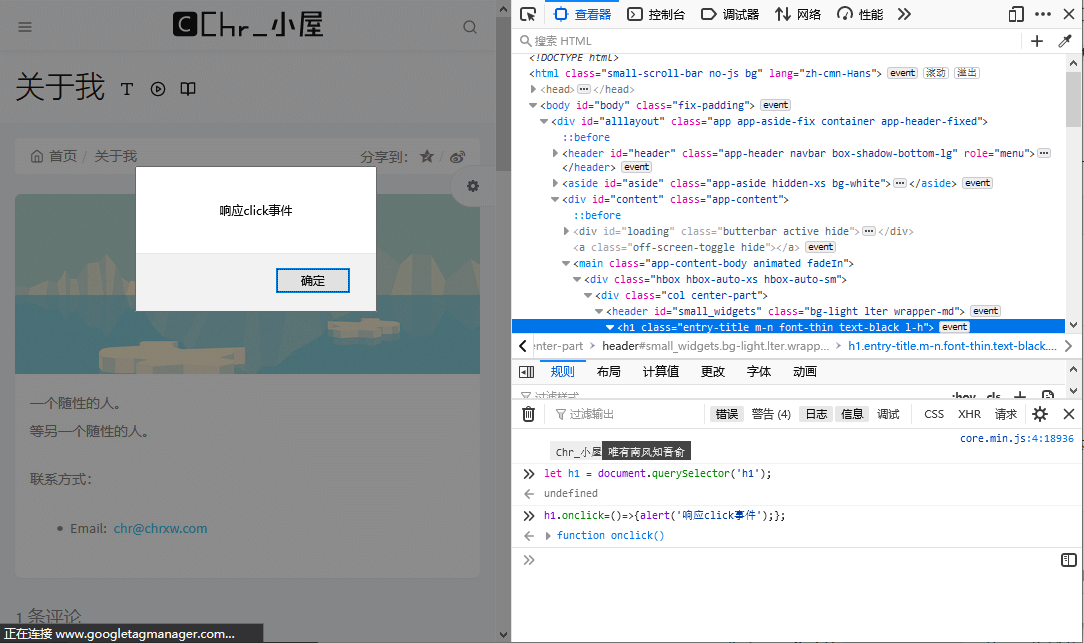 Chr_小屋
关于我
首页 / 关于我
分享到: /
响应click事件
确定
一个随性的人。
等另一个随性的人。
联系方式:
Email: chr@chrxw.com
1 条评论
正在连接 www.googletagmanager.com...
查看器 控制台 调试器 网络 性能
搜索 HTML
<!DOCTYPE html>
<html class="small-scroll-bar no-js bg" lang="zh-cmn-Hans"> event 滚动 溢出
<head> ⋯ </head>
<body id="body" class="fix-padding"> event
<div id="alllayout" class="app app-aside-fix container app-header-fixed">
::before
<header id="header" class="app-header navbar box-shadow-bottom-lg" role="menu"> ⋯
</header> event
<aside id="aside" class="app-aside hidden-xs bg-white"> ⋯ </aside> event
<div id="content" class="app-content">
::before
<div id="loading" class="butterbar active hide"> ⋯ </div>
<a class="off-screen-toggle hide"></a> event
<main class="app-content-body animated fadeIn">
<div class="hbox hbox-auto-xs hbox-auto-sm">
<div class="col center-part">
<header id="small_widgets" class="bg-light lter wrapper-md"> event
<h1 class="entry-title m-n font-thin text-black l-h"> event
enter-part › header#small_widgets.bg-light.lter.wrapp... › h1.entry-title.m-n.font-thin.text-black....
规则 布局 计算值 更改 字体 动画
过滤样式 :hov .cls
过滤输出 错误 警告 (4) 日志 信息 调试 CSS XHR 请求
core.min.js:4:18936
Chr_小屋 唯有南风知吾俞
let h1 = document.querySelector('h1');
undefined
h1.onclick=()=>{alert('响应click事件');};
function onclick()